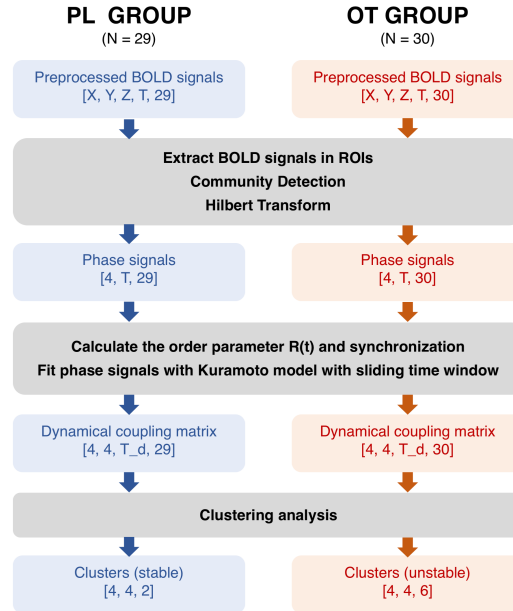 PL GROUP
(N = 29)
OT GROUP
(N = 30)
Preprocessed BOLD signals
[X, Y, Z, T, 29]
Preprocessed BOLD signals
[X, Y, Z, T, 30]
Extract BOLD signals in ROIs
Community Detection
Hilbert Transform
Phase signals
[4, T, 29]
Phase signals
[4, T, 30]
Calculate the order parameter R(t) and synchronization
Fit phase signals with Kuramoto model with sliding time window
Dynamical coupling matrix
[4, 4, T_d, 29]
Dynamical coupling matrix
[4, 4, T_d, 30]
Clustering analysis
Clusters (stable)
[4, 4, 2]
Clusters (unstable)
[4, 4, 6]